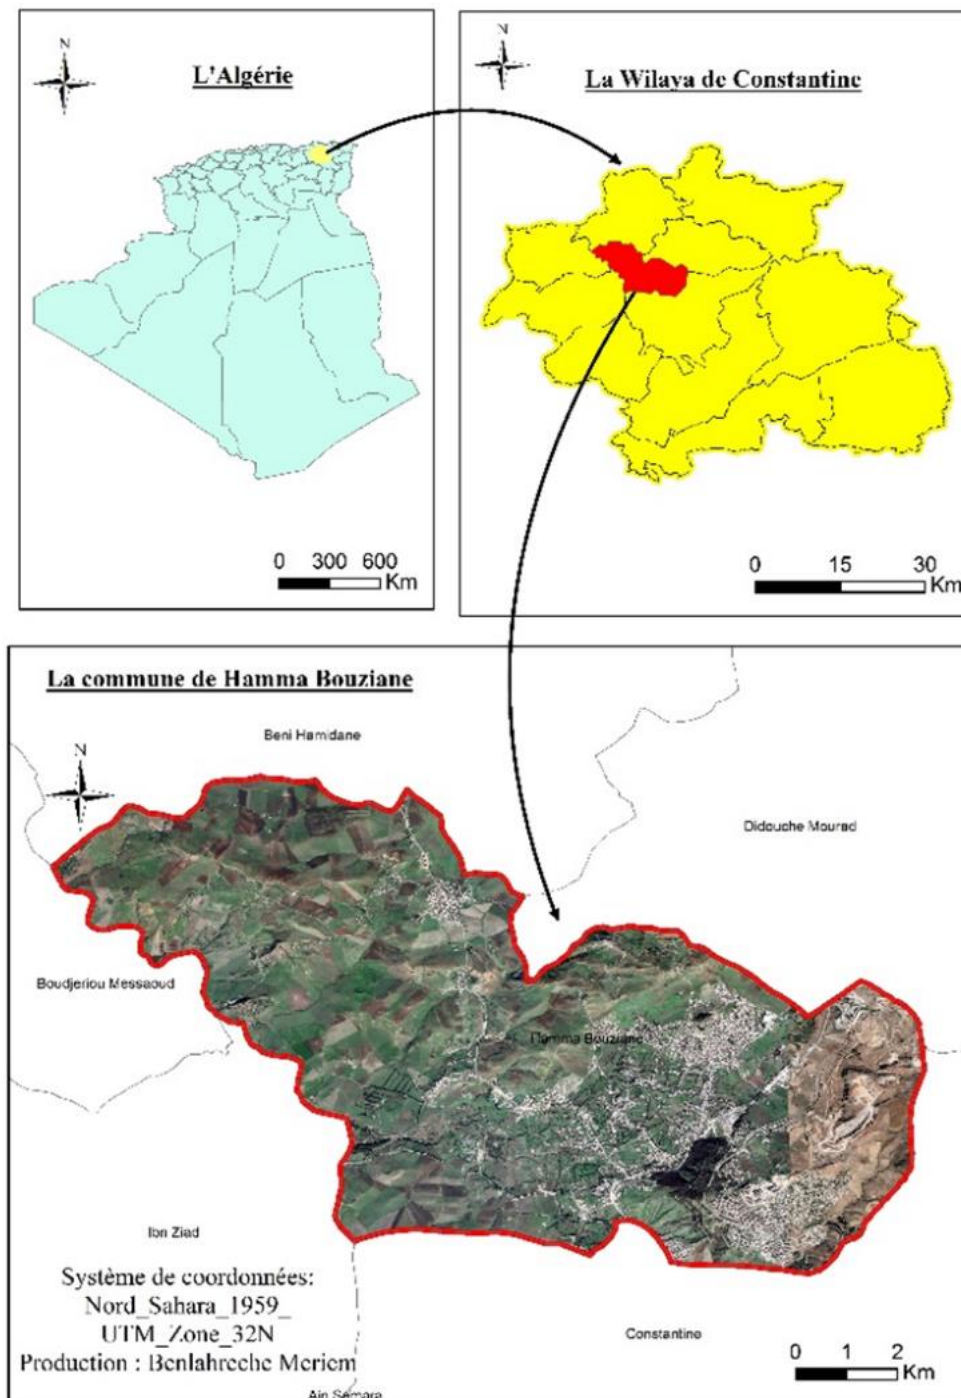 N
L'Algérie
0 300 600
Km
N
La Wilaya de Constantine
0 15 30
Km
La commune de Hamma Bouziane
Beni Hamidane
N
Didouche Mourad
Boudjeriou Messaoud
Hamma Bouziane
Ibn Ziad
Système de coordonnées:
Nord_Sahara_1959_
UTM_Zone_32N
Production : Benlahreche Meriem
Constantine
0 1 2
Km
Ain Semara